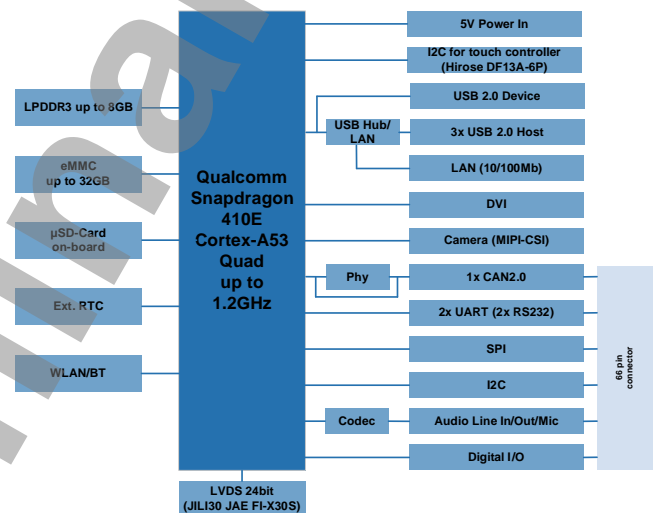 5V Power In
I2C for touch controller
(Hirose DF13A-6P)
USB 2.0 Device
LPDDR3 up to 8GB
USB Hub/
LAN
3x USB 2.0 Host
LAN (10/100Mb)
eMMC
up to 32GB
Qualcomm
Snapdragon
410E
Cortex-A53
Quad
up to
1.2GHz
DVI
µSD-Card
on-board
Camera (MIPI-CSI)
Phy
1x CAN2.0
Ext. RTC
2x UART (2x RS232)
SPI
66 pin
connector
WLAN/BT
I2C
Codec
Audio Line In/Out/Mic
Digital I/O
LVDS 24bit
(JILI30 JAE FI-X30S)